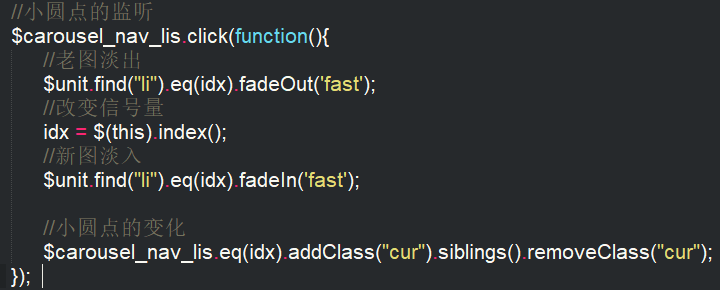 //小圆点的监听
$carousel_nav_lis.click(function(){
//老图淡出
$unit.find("li").eq(idx).fadeOut('fast');
//改变信号量
idx = $(this).index();
//新图淡入
$unit.find("li").eq(idx).fadeIn('fast');
//小圆点的变化
$carousel_nav_lis.eq(idx).addClass("cur").siblings().removeClass("cur");
});